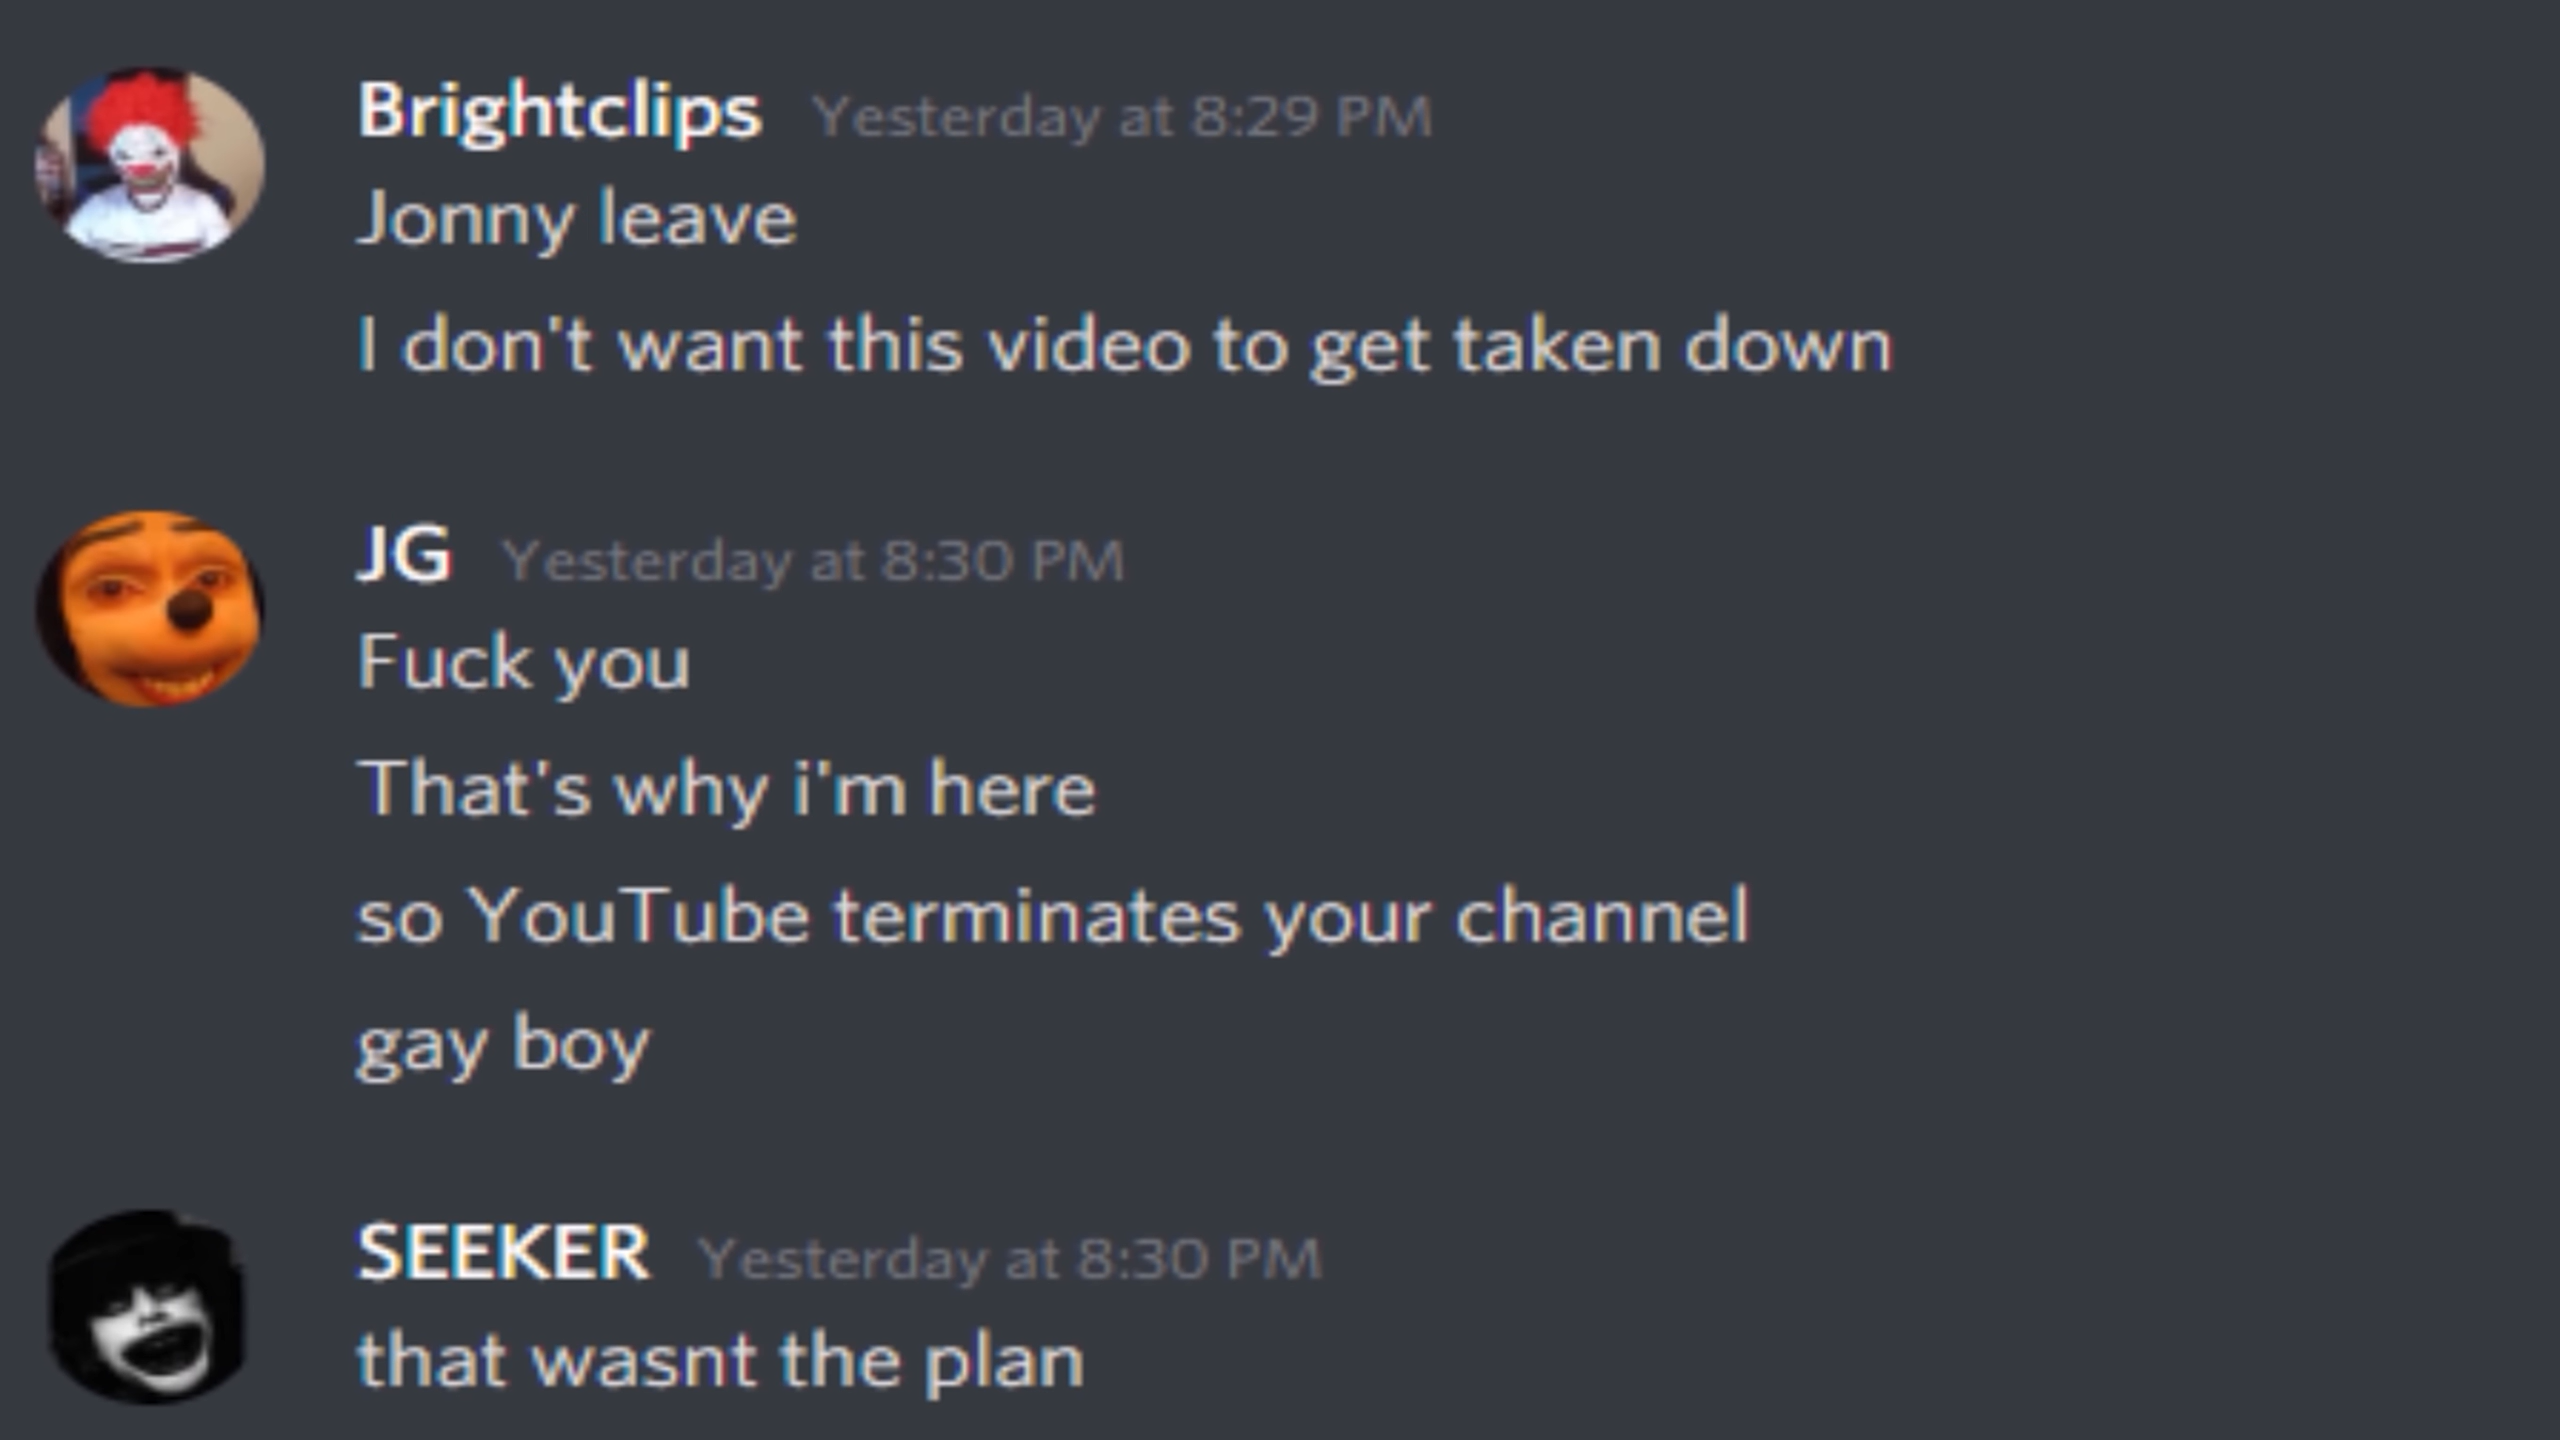 Brightclips Yesterday at 8:29 PM
Jonny leave
I don't want this video to get taken down
JG Yesterday at 8:30 PM
Fuck you
That's why i'm here
so YouTube terminates your channel
gay boy
SEEKER Yesterday at 8:30 PM
that wasnt the plan